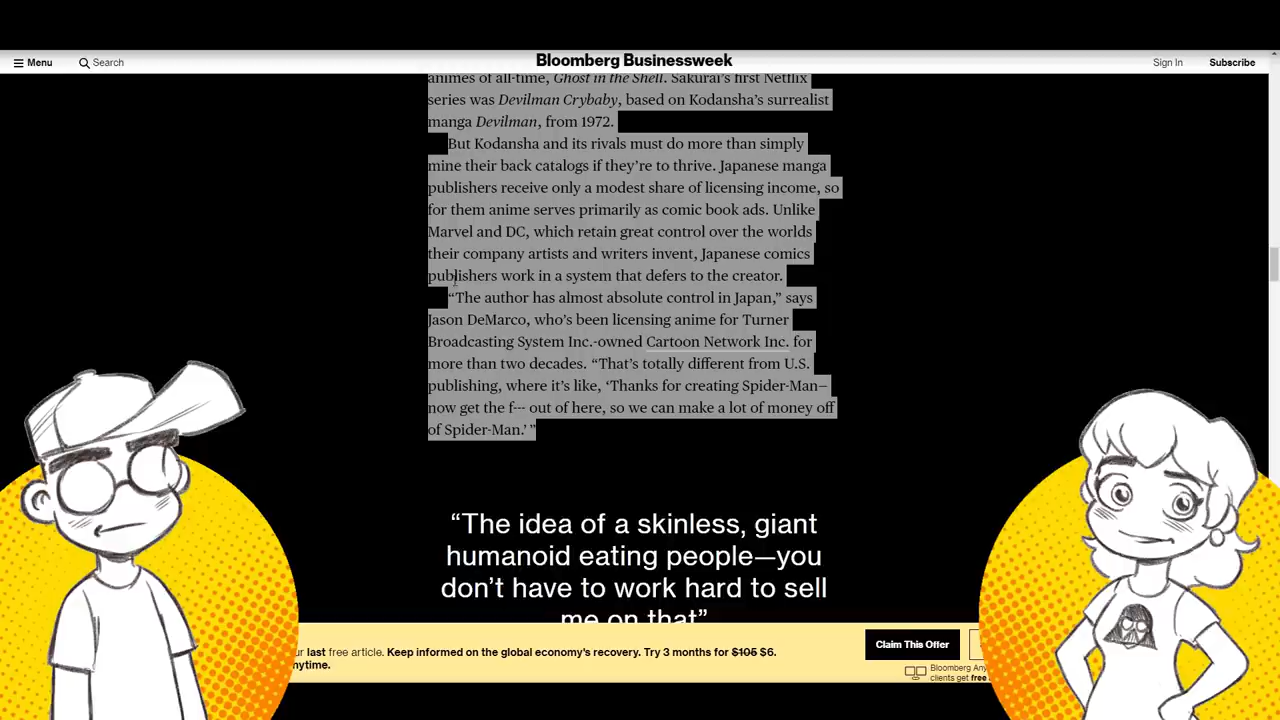 Menu
Search
Bloomberg Businessweek
Sign In
Subscribe
animes of all-time, Ghost in the Shell. Sakurai's first Netflix
series was Devilman Crybaby, based on Kodansha's surrealist
manga Devilman, from 1972.
But Kodansha and its rivals must do more than simply
mine their back catalogs if they're to thrive. Japanese manga
publishers receive only a modest share of licensing income, so
for them anime serves primarily as comic book ads. Unlike
Marvel and DC, which retain great control over the worlds
their company artists and writers invent, Japanese comics
publishers work in a system that defers to the creator.
“The author has almost absolute control in Japan,” says
Jason DeMarco, who's been licensing anime for Turner
Broadcasting System Inc.-owned Cartoon Network Inc. for
more than two decades. “That's totally different from U.S.
publishing, where it's like, ‘Thanks for creating Spider-Man—
now get the f--- out of here, so we can make a lot of money off
of Spider-Man.’ ”
“The idea of a skinless, giant
humanoid eating people—you
don't have to work hard to sell
me on that”
last free article. Keep informed on the global economy's recovery. Try 3 months for $105 $6.
Claim This Offer
Bloomberg
clients get free